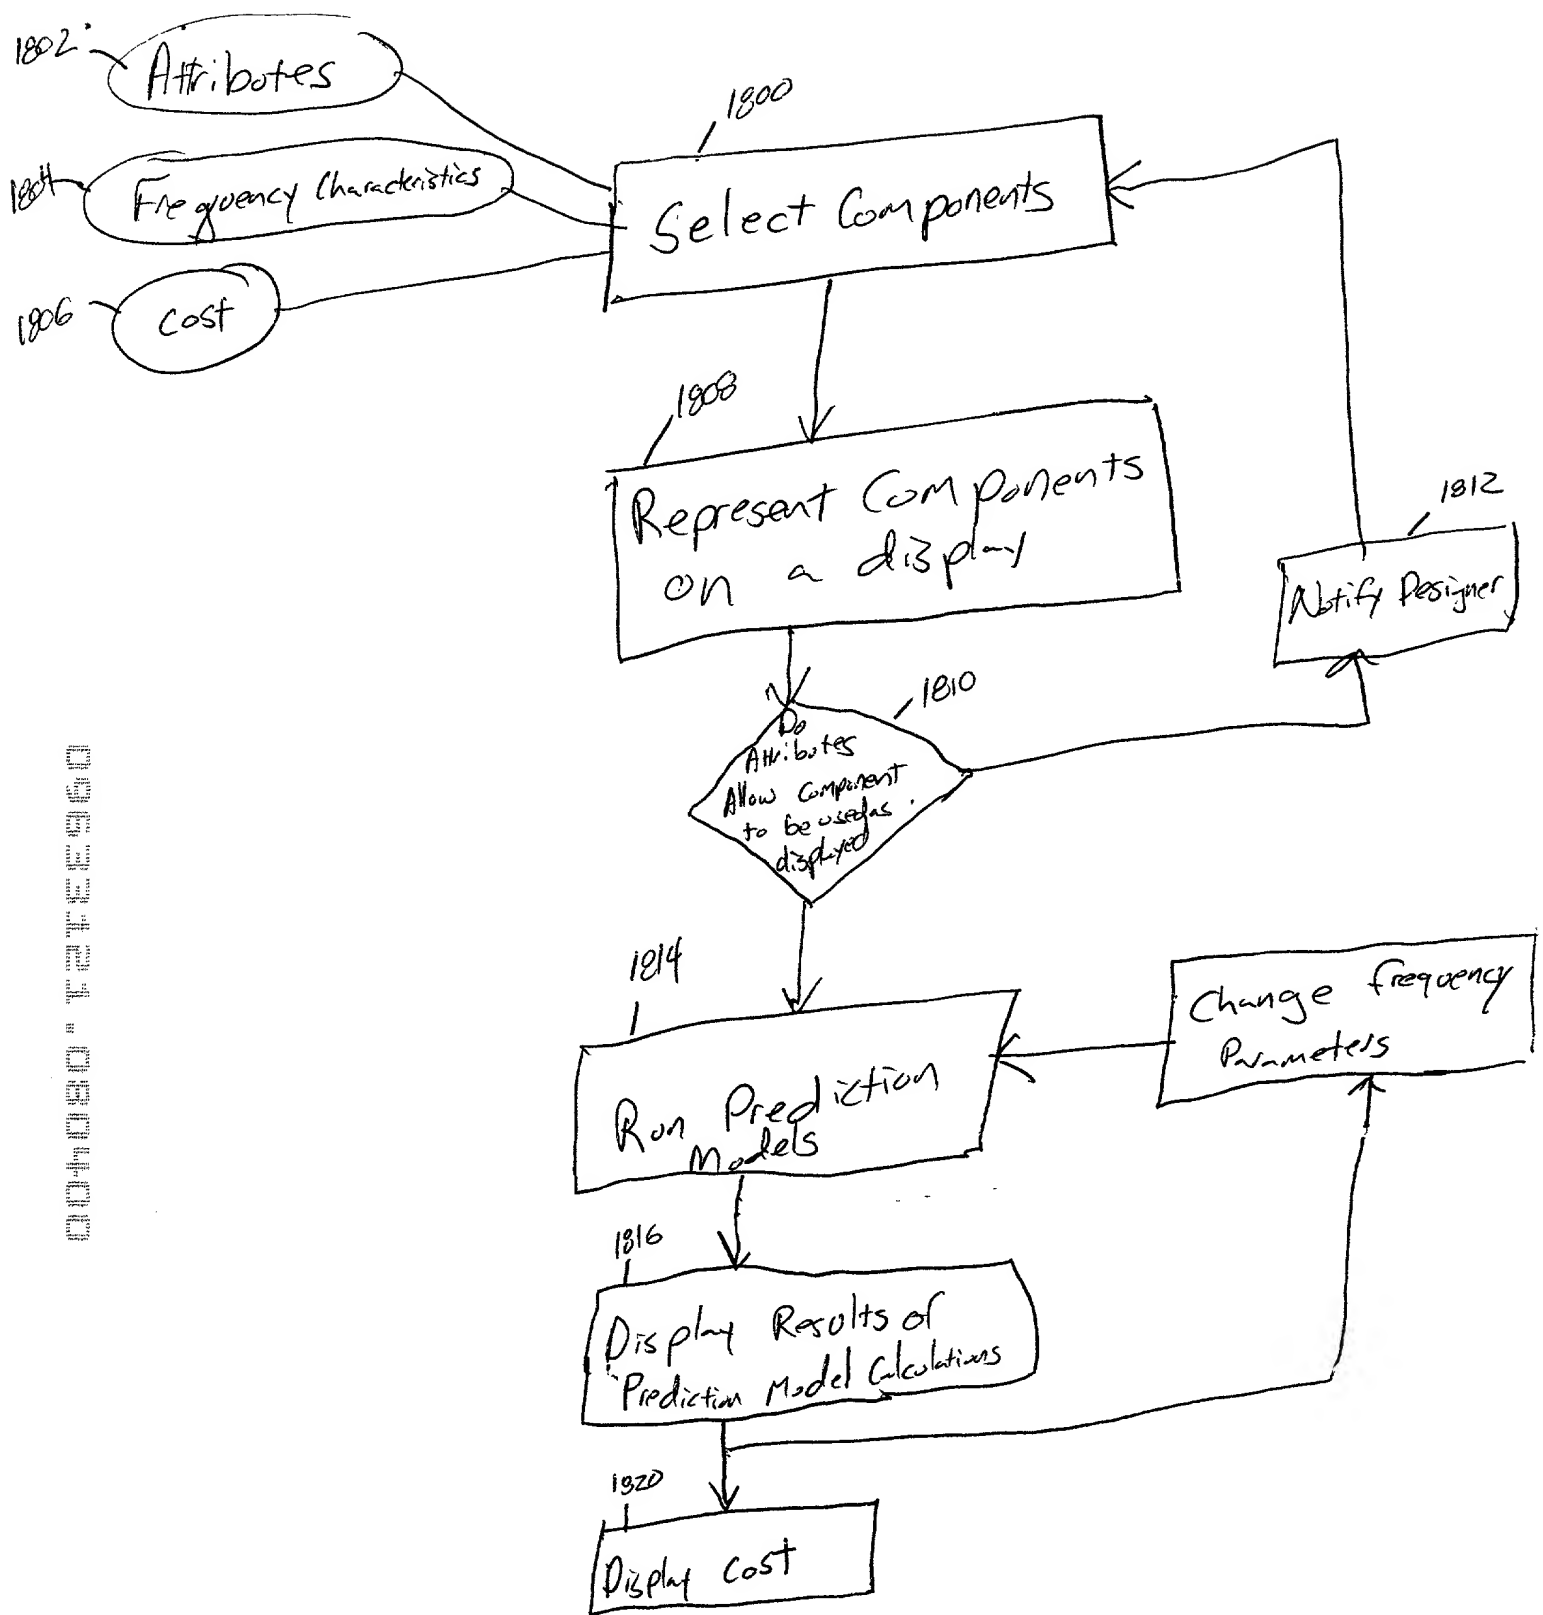 1802
Attributes
1800
1804
Frequency Characteristics
Select Components
1806
Cost
1808
Represent Components
on a display
1812
Notify Designer
1810
Do
Attributes
Allow Component
to be used as
displayed
1814
Change frequency
Parameters
Run Prediction
Models
1816
Display Results of
Prediction Model Calculations
1820
Display Cost
09633121.080400